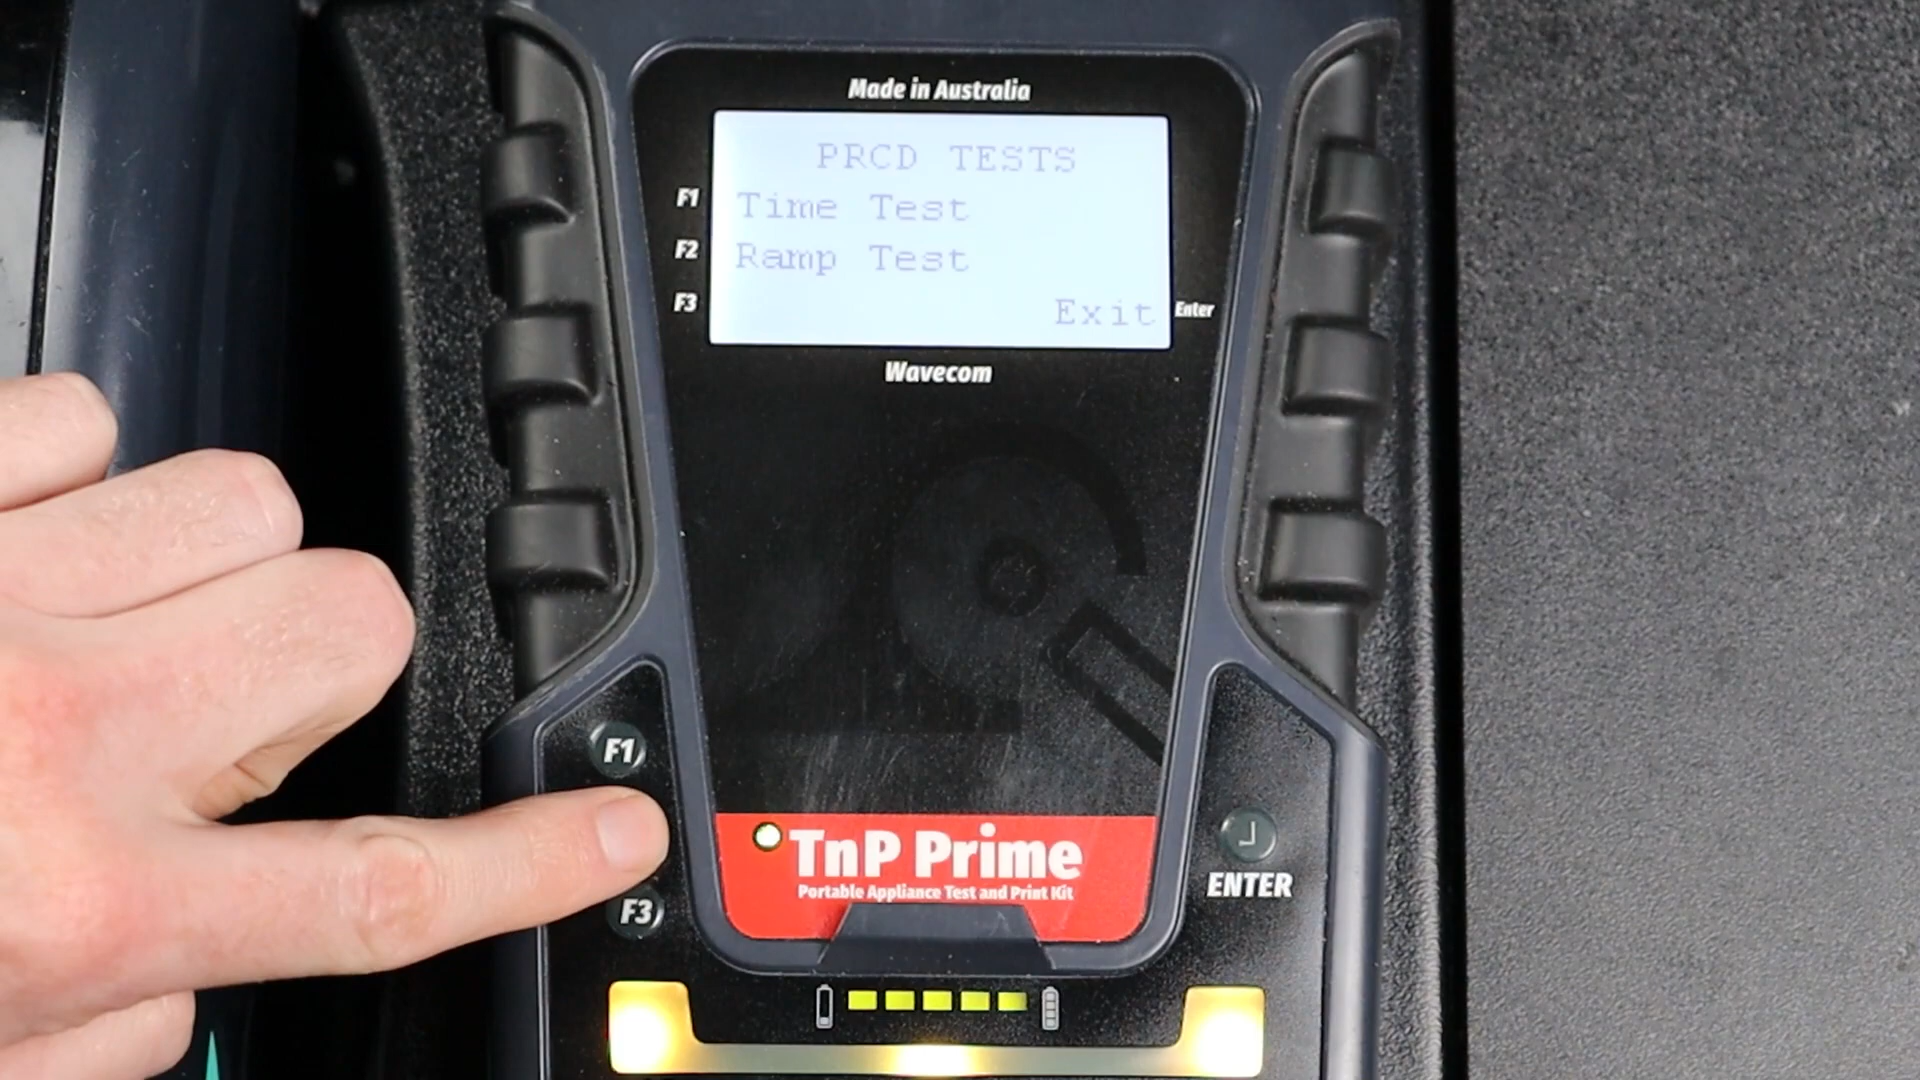 Made in Australia
PRCD TESTS
F1 Time Test
F2 Ramp Test
F3 Exit Enter
Wavecom
F1
TnP Prime
Portable Appliance Test and Print Kit
F3
ENTER